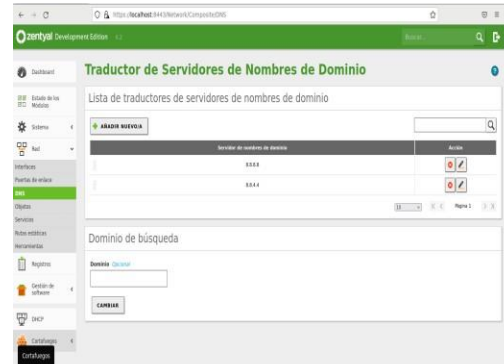 https://localhost:8443/Network/Composite/DNS
zentyal Development Edition
Buscar...
Dashboard
Estado de los Módulos
Sistema
Red
Interfaces
Puertas de enlace
DNS
Objetos
Servicios
Rutas estáticas
Herramientas
Registros
Gestión de software
DHCP
Cortafuegos
Cortafuegos
Traductor de Servidores de Nombres de Dominio
Lista de traductores de servidores de nombres de dominio
AÑADIR NUEVO/A
Servidor de nombres de dominio
Acción
8.8.8.8
8.8.4.4
10
Página 1
Dominio de búsqueda
Dominio Opcional
CAMBIAR